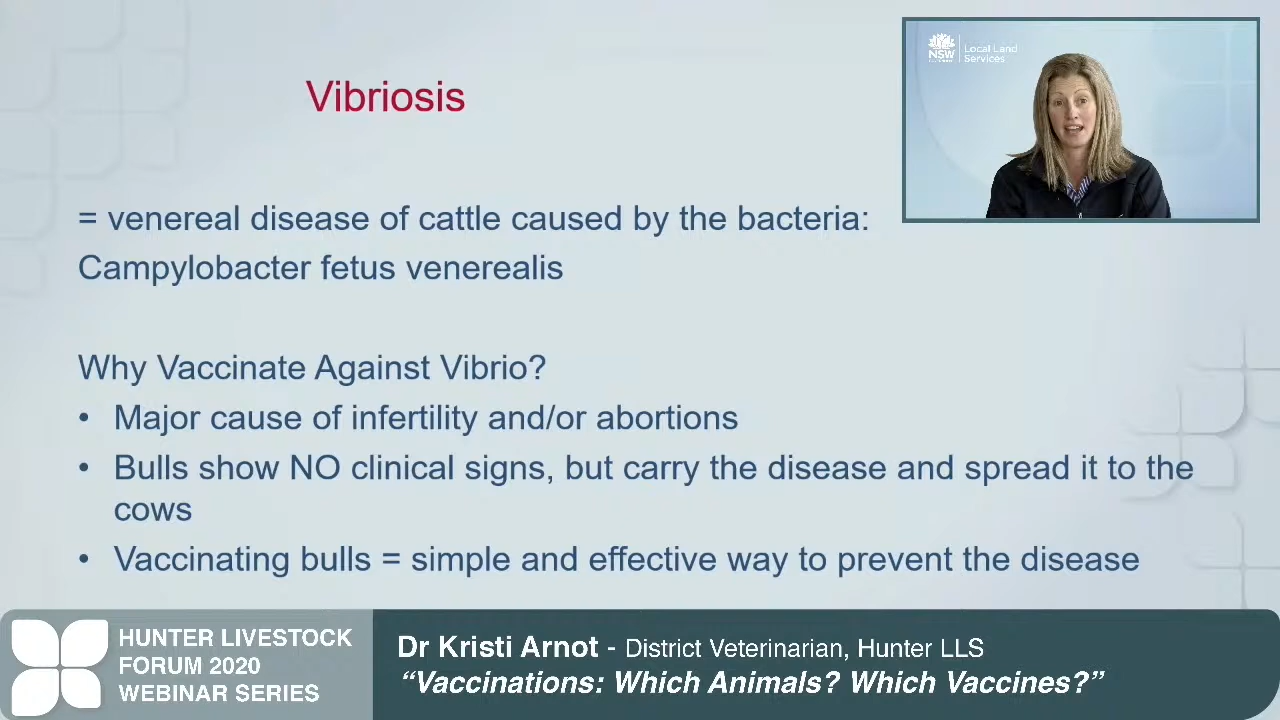 Vibriosis
NSW
Local Land
Services
= venereal disease of cattle caused by the bacteria:
Campylobacter fetus venerealis
Why Vaccinate Against Vibrio?
• Major cause of infertility and/or abortions
• Bulls show NO clinical signs, but carry the disease and spread it to the
cows
• Vaccinating bulls = simple and effective way to prevent the disease
HUNTER LIVESTOCK
FORUM 2020
WEBINAR SERIES
Dr Kristi Arnot - District Veterinarian, Hunter LLS
“Vaccinations: Which Animals? Which Vaccines?”